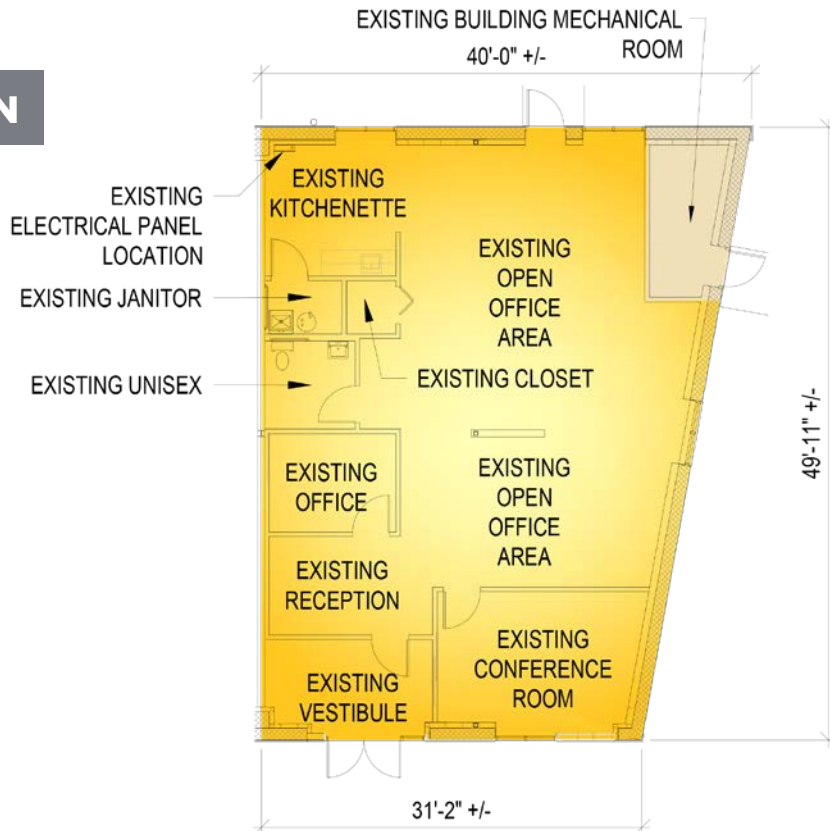 EXISTING BUILDING MECHANICAL
ROOM
40'-0" +/-
N
EXISTING
ELECTRICAL PANEL
LOCATION
EXISTING
KITCHENETTE
EXISTING
OPEN
OFFICE
AREA
EXISTING JANITOR
EXISTING UNISEX
EXISTING CLOSET
49'-11" +/-
EXISTING
OFFICE
EXISTING
OPEN
OFFICE
AREA
EXISTING
RECEPTION
EXISTING
CONFERENCE
ROOM
EXISTING
VESTIBULE
31'-2" +/-